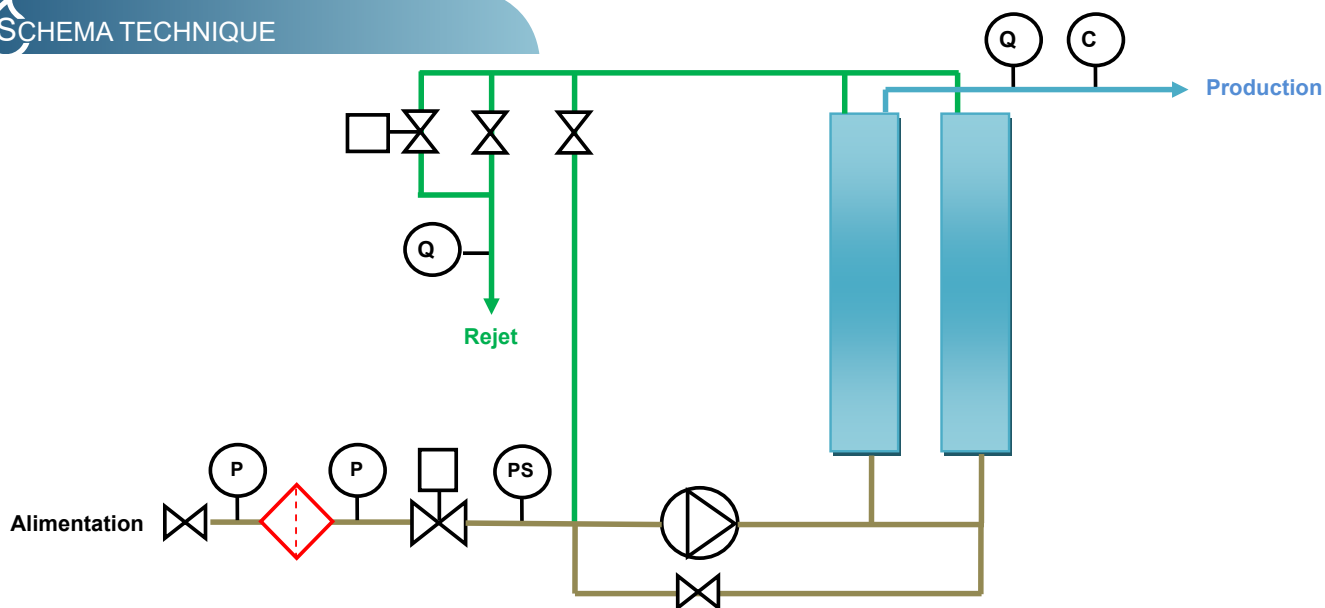 SCHEMA TECHNIQUE
Q
C
Production
Q
Rejet
P
P
PS
Alimentation